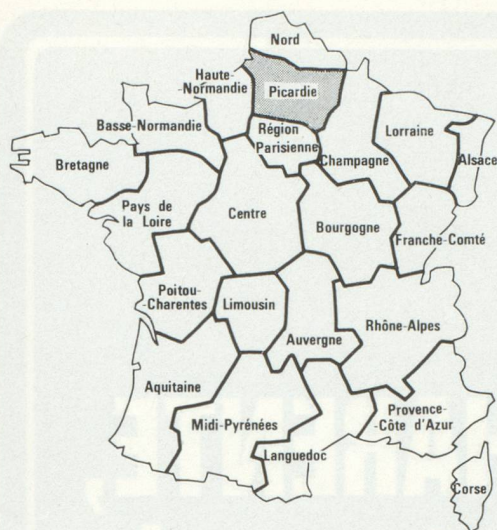 Nord
Haute-
Normandie
Picardie
Basse-Normandie
Région
Parisienne
Lorraine
Champagne
Alsace
Bretagne
Pays de
la Loire
Centre
Bourgogne
Franche-Comté
Poitou-
Charentes
Limousin
Auvergne
Rhône-Alpes
Aquitaine
Midi-Pyrénées
Provence-
Côte d'Azur
Languedoc
Corse